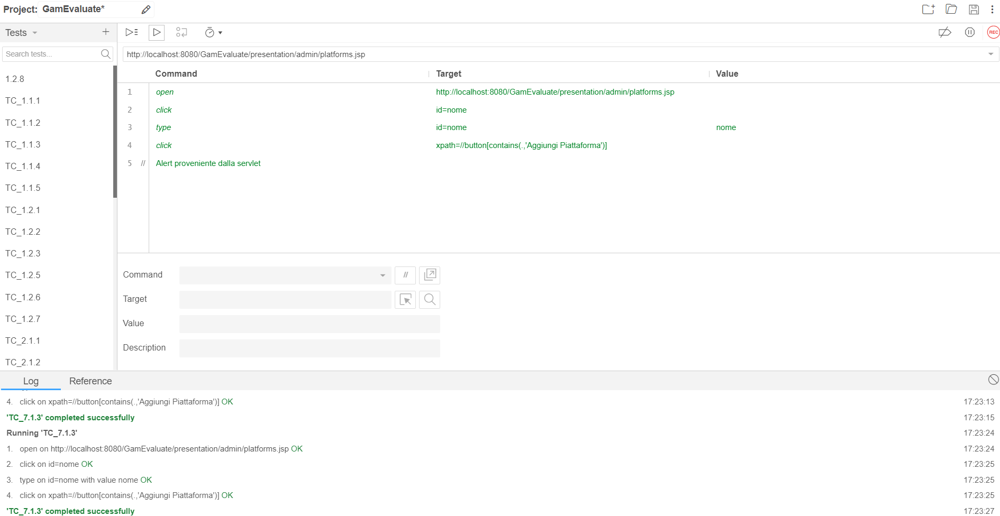 Project: GamEvaluate*
Tests
REC
Search tests...
http://localhost:8080/GamEvaluate/presentation/admin/platforms.jsp
Command Target Value
1 open http://localhost:8080/GamEvaluate/presentation/admin/platforms.jsp
2 click id=nome
3 type id=nome nome
4 click xpath=//button[contains(.,'Aggiungi Piattaforma')]
5 // Alert proveniente dalla servlet
1.2.8
TC_1.1.1
TC_1.1.2
TC_1.1.3
TC_1.1.4
TC_1.1.5
TC_1.2.1
TC_1.2.2
TC_1.2.3
TC_1.2.5
TC_1.2.6
TC_1.2.7
TC_2.1.1
TC_2.1.2
Command //
Target
Value
Description
Log Reference
4. click on xpath=//button[contains(.,'Aggiungi Piattaforma')] OK 17:23:13
'TC_7.1.3' completed successfully 17:23:15
Running 'TC_7.1.3' 17:23:24
1. open on http://localhost:8080/GamEvaluate/presentation/admin/platforms.jsp OK 17:23:24
2. click on id=nome OK 17:23:25
3. type on id=nome with value nome OK 17:23:25
4. click on xpath=//button[contains(.,'Aggiungi Piattaforma')] OK 17:23:25
'TC_7.1.3' completed successfully 17:23:27